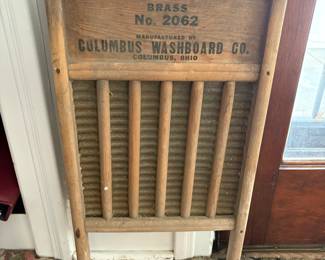 BRASS
No. 2062
MANUFACTURED BY
COLUMBUS WASHBOARD CO.
COLUMBUS, OHIO